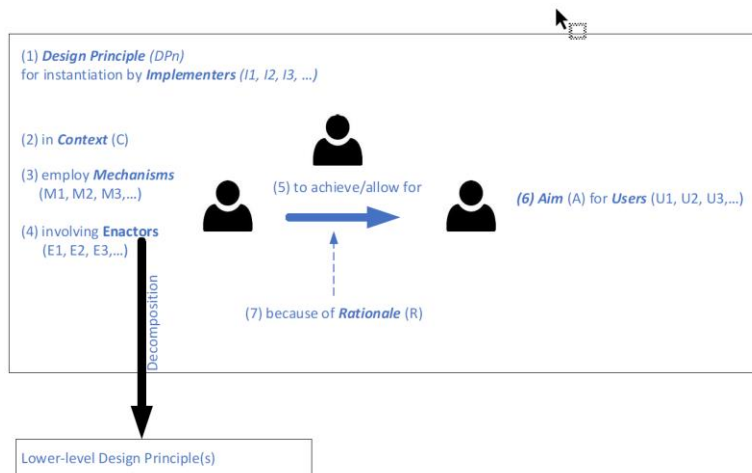 (1) Design Principle (DPn)
for instantiation by Implementers (I1, I2, I3, …)
(2) in Context (C)
(3) employ Mechanisms
(M1, M2, M3,…)
(4) involving Enactors
(E1, E2, E3,…)
(5) to achieve/allow for
(6) Aim (A) for Users (U1, U2, U3,…)
(7) because of Rationale (R)
Decomposition
Lower-level Design Principle(s)